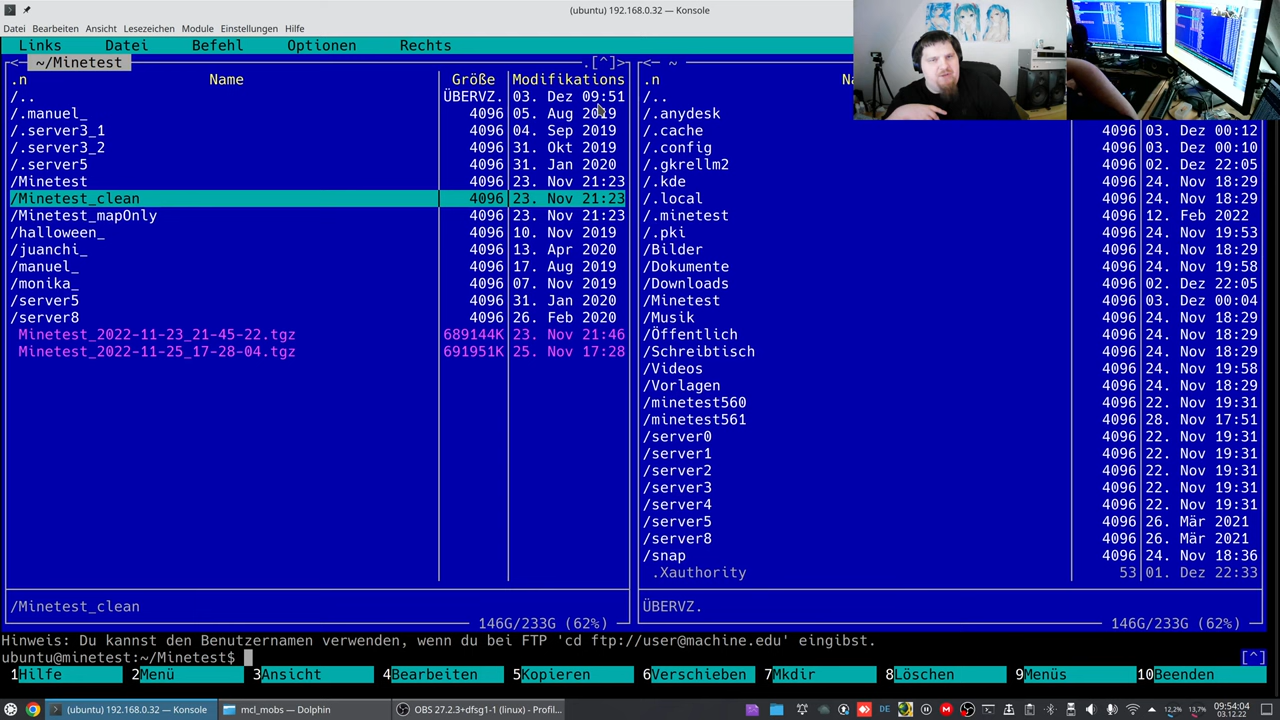 (ubuntu) 192.168.0.32 — Konsole
Datei Bearbeiten Ansicht Lesezeichen Module Einstellungen Hilfe
Links Datei Befehl Optionen Rechts
<─ ~/Minetest .[^]>
.n Name Größe Modifikations
/.. ÜBERVZ. 03. Dez 09:51
/.manuel_ 4096 05. Aug 2019
/.server3_1 4096 04. Sep 2019
/.server3_2 4096 31. Okt 2019
/.server5 4096 31. Jan 2020
/Minetest 4096 23. Nov 21:23
/Minetest_clean 4096 23. Nov 21:23
/Minetest_mapOnly 4096 23. Nov 21:23
/halloween_ 4096 10. Nov 2019
/juanchi_ 4096 13. Apr 2020
/manuel_ 4096 17. Aug 2019
/monika_ 4096 07. Nov 2019
/server5 4096 31. Jan 2020
/server8 4096 26. Feb 2020
Minetest_2022-11-23_21-45-22.tgz 689144K 23. Nov 21:46
Minetest_2022-11-25_17-28-04.tgz 691951K 25. Nov 17:28
/Minetest_clean
146G/233G (62%)
<─ ~
.n
/..
/.anydesk
/.cache 4096 03. Dez 00:12
/.config 4096 03. Dez 00:10
/.gkrellm2 4096 02. Dez 22:05
/.kde 4096 24. Nov 18:29
/.local 4096 24. Nov 18:29
/.minetest 4096 12. Feb 2022
/.pki 4096 24. Nov 19:53
/Bilder 4096 24. Nov 18:29
/Dokumente 4096 24. Nov 19:58
/Downloads 4096 02. Dez 22:05
/Minetest 4096 03. Dez 00:04
/Musik 4096 24. Nov 18:29
/Öffentlich 4096 24. Nov 18:29
/Schreibtisch 4096 24. Nov 18:29
/Videos 4096 24. Nov 19:58
/Vorlagen 4096 24. Nov 18:29
/minetest560 4096 22. Nov 19:31
/minetest561 4096 28. Nov 17:51
/server0 4096 22. Nov 19:31
/server1 4096 22. Nov 19:31
/server2 4096 22. Nov 19:31
/server3 4096 22. Nov 19:31
/server4 4096 22. Nov 19:31
/server5 4096 26. Mär 2021
/server8 4096 26. Mär 2021
/snap 4096 24. Nov 18:36
.Xauthority 53 01. Dez 22:33
ÜBERVZ.
146G/233G (62%)
Hinweis: Du kannst den Benutzernamen verwenden, wenn du bei FTP 'cd ftp://user@machine.edu' eingibst.
ubuntu@minetest:~/Minetest$ [^]
1Hilfe 2Menü 3Ansicht 4Bearbeiten 5Kopieren 6Verschieben 7Mkdir 8Löschen 9Menüs 10Beenden
(ubuntu) 192.168.0.32 — Konsole mcl_mobs — Dolphin OBS 27.2.3+dfsg1-1 (linux) - Profil... DE 12,2% 13,7% 09:54:04
03.12.22